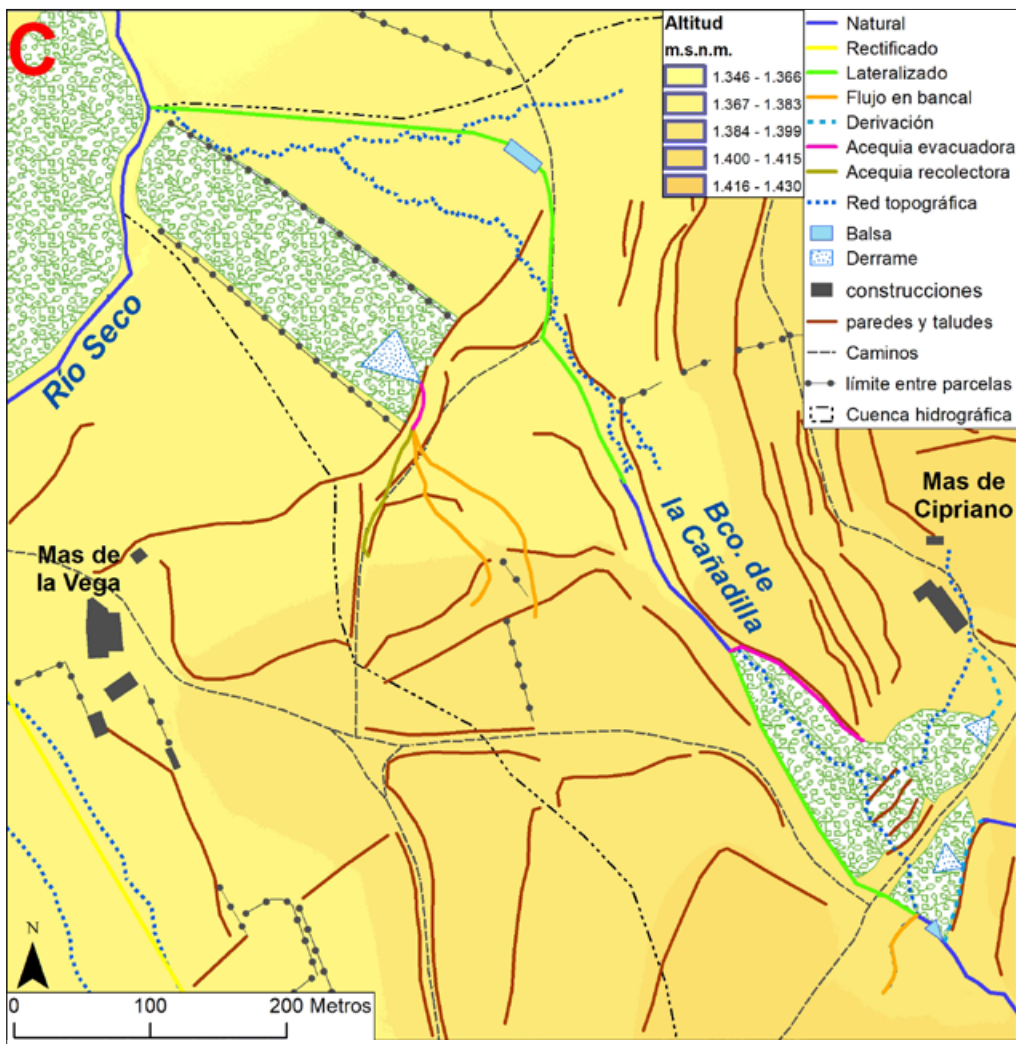 C
Altitud
m.s.n.m.
1.346 - 1.366
1.367 - 1.383
1.384 - 1.399
1.400 - 1.415
1.416 - 1.430
Natural
Rectificado
Lateralizado
Flujo en bancal
Derivación
Acequia evacuadora
Acequia recolectora
Red topográfica
Balsa
Derrame
construcciones
paredes y taludes
Caminos
límite entre parcelas
Cuenca hidrográfica
Río Seco
Mas de
la Vega
Bco. de
la Cañadilla
Mas de
Cipriano
N
0 100 200 Metros